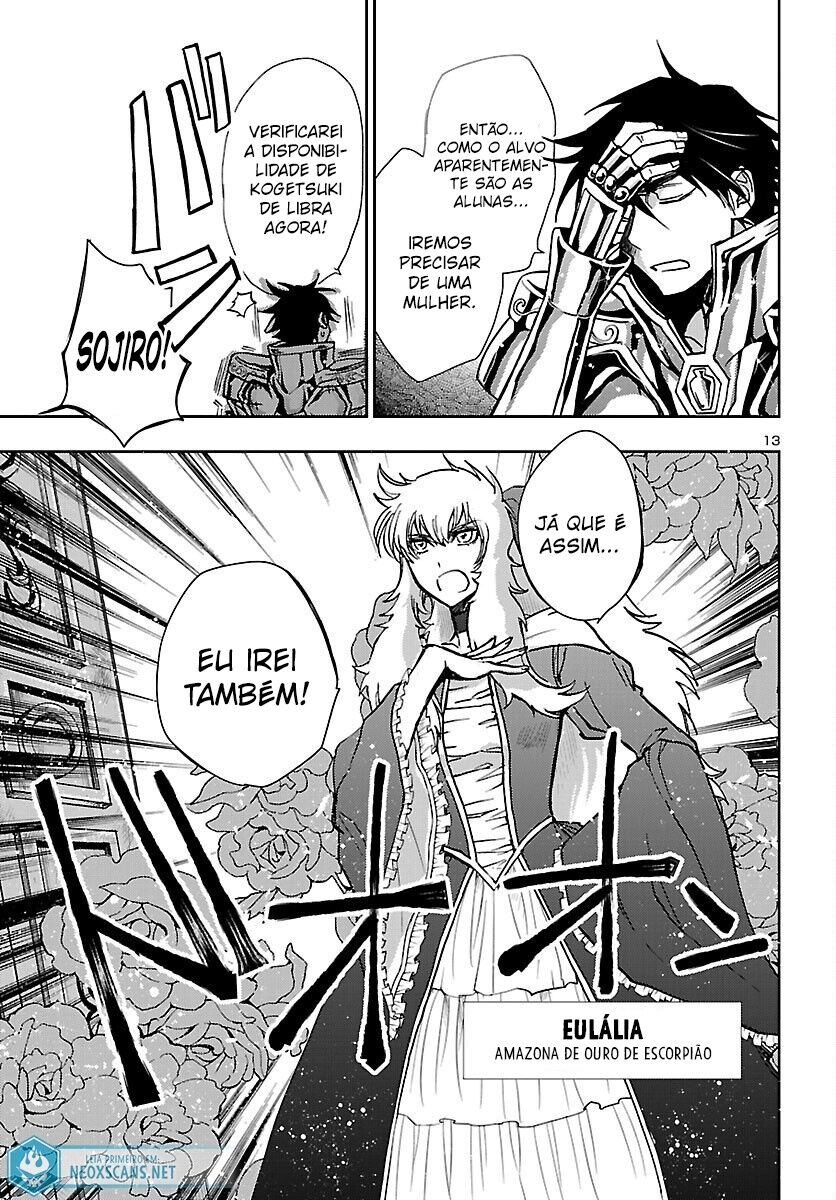 ENTÃO...
COMO O ALVO
APARENTEMEN-
TE SÃO AS
ALUNAS...
IREMOS
PRECISAR
DE UMA
MULHER.
VERIFICAREI
A DISPONIBI-
LIDADE DE
KOGETSUKI
DE LIBRA
AGORA!
SOJIRO!
13
JÁ QUE É
ASSIM...
EU IREI
TAMBÉM!
ドオオン
EULÁLIA
AMAZONA DE OURO DE ESCORPIÃO
LEIA PRIMEIRO EM:
NEOXSCANS.NET